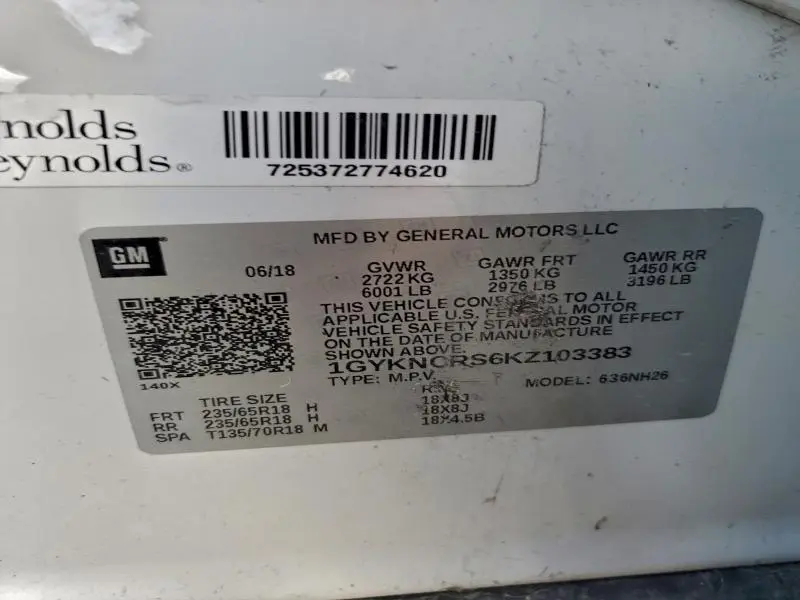 nolds
eynolds®
725372774620
GM
MFD BY GENERAL MOTORS LLC
06/18 GVWR GAWR FRT GAWR RR
2722 KG 1350 KG 1450 KG
6001 LB 2976 LB 3196 LB
THIS VEHICLE CONFORMS TO ALL
APPLICABLE U.S. FEDERAL MOTOR
VEHICLE SAFETY STANDARDS IN EFFECT
ON THE DATE OF MANUFACTURE
SHOWN ABOVE.
1GYKNCRS6KZ103383
140X
TYPE: M.P.V. MODEL: 636NH26
TIRE SIZE
FRT 235/65R18 H 18X8J
RR 235/65R18 H 18X8J
SPA T135/70R18 M 18X4.5B